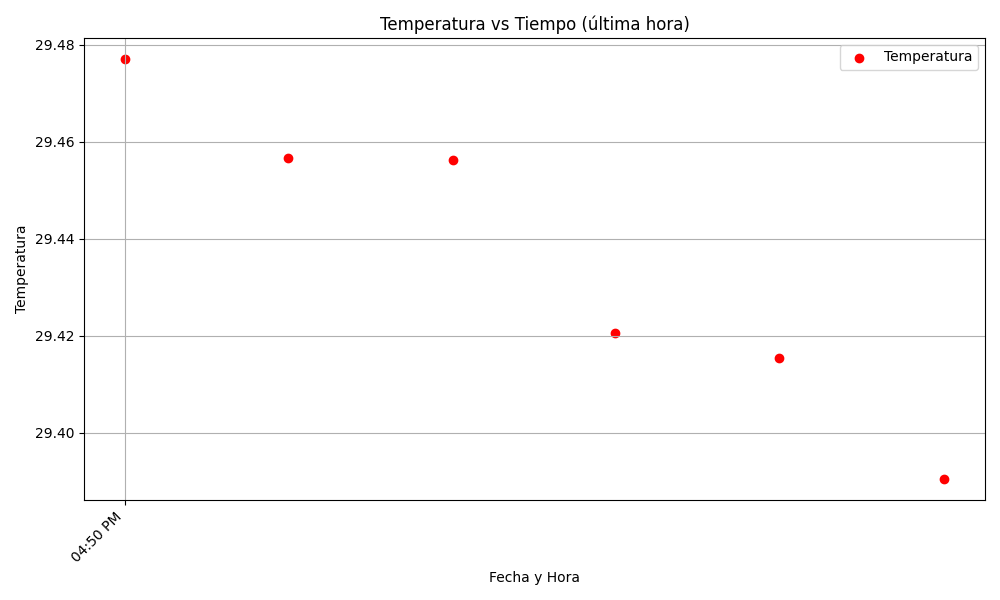 Temperatura vs Tiempo (última hora)
Temperatura
29.48
29.46
29.44
29.42
29.40
Temperatura
04:50 PM
Fecha y Hora